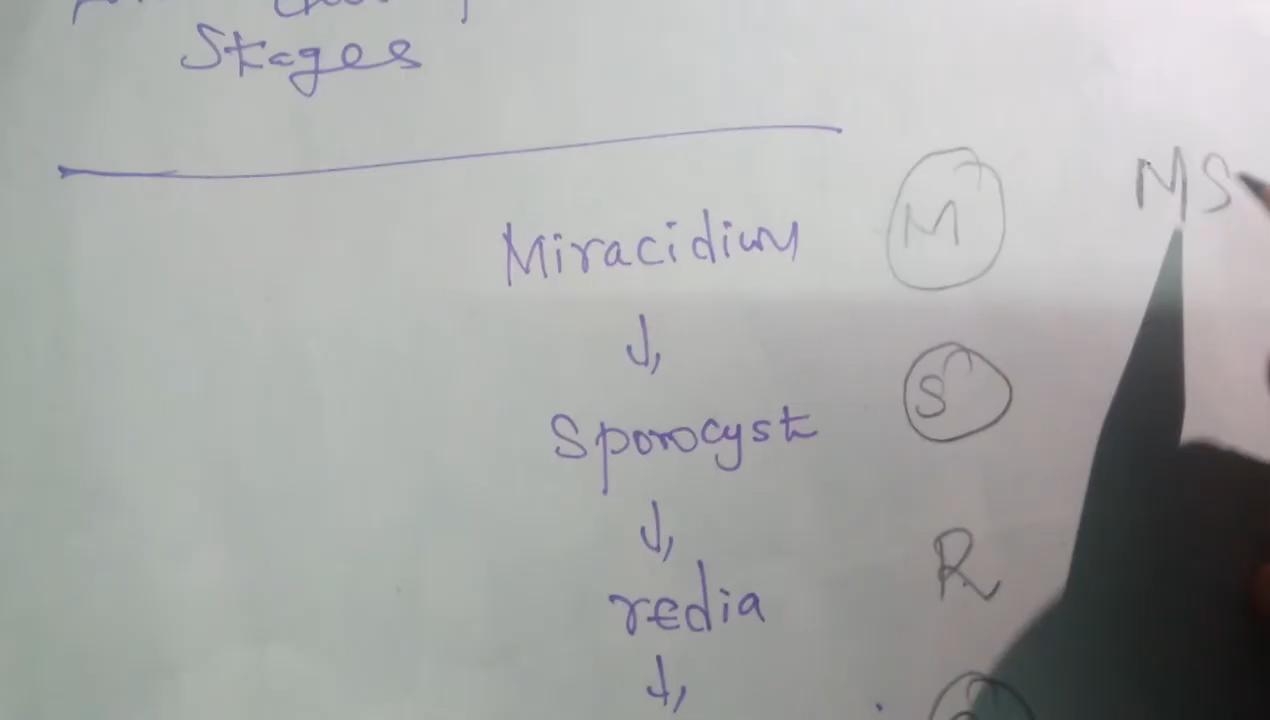 Stages
Miracidium M MS
↓
Sporocyst S
↓
redia R
↓